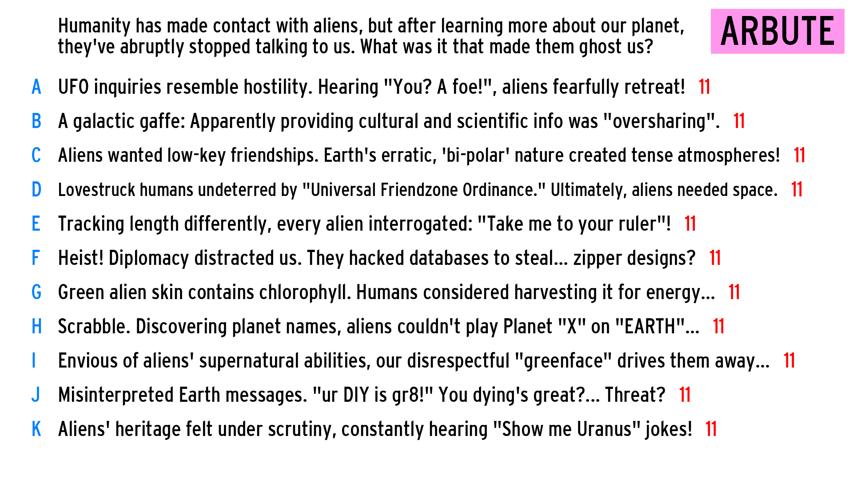 Humanity has made contact with aliens, but after learning more about our planet,
they've abruptly stopped talking to us. What was it that made them ghost us?
ARBUTE
A UFO inquiries resemble hostility. Hearing "You? A foe!", aliens fearfully retreat! 11
B A galactic gaffe: Apparently providing cultural and scientific info was "oversharing". 11
C Aliens wanted low-key friendships. Earth's erratic, 'bi-polar' nature created tense atmospheres! 11
D Lovestruck humans undeterred by "Universal Friendzone Ordinance." Ultimately, aliens needed space. 11
E Tracking length differently, every alien interrogated: "Take me to your ruler"! 11
F Heist! Diplomacy distracted us. They hacked databases to steal... zipper designs? 11
G Green alien skin contains chlorophyll. Humans considered harvesting it for energy... 11
H Scrabble. Discovering planet names, aliens couldn't play Planet "X" on "EARTH"... 11
I Envious of aliens' supernatural abilities, our disrespectful "greenface" drives them away... 11
J Misinterpreted Earth messages. "ur DIY is gr8!" You dying's great?... Threat? 11
K Aliens' heritage felt under scrutiny, constantly hearing "Show me Uranus" jokes! 11